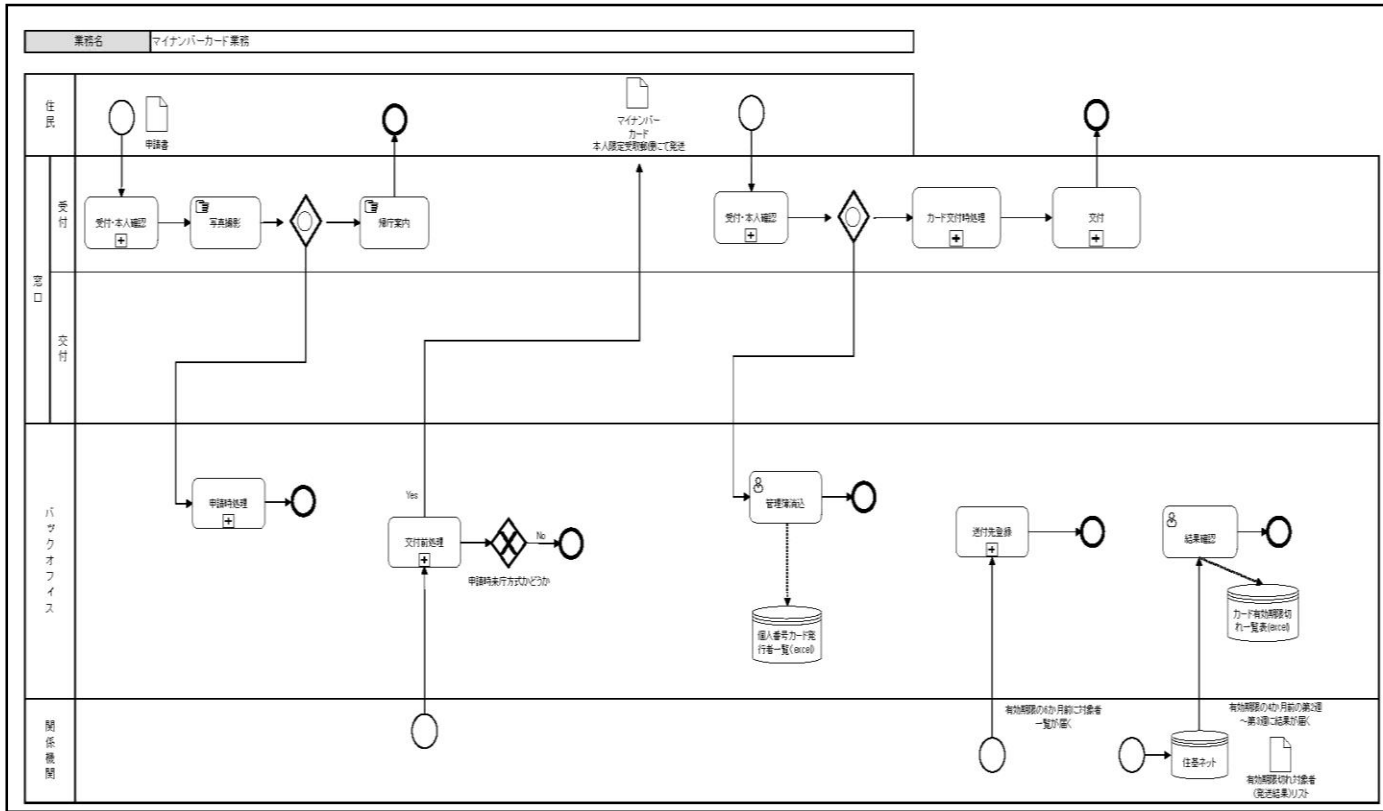 業務名
マイナンバーカード業務
住民
申請書
マイナンバー
カード
本人限定受取郵便にて発送
窓口
受付
受付・本人確認
写真撮影
帰庁案内
受付・本人確認
カード交付時処理
交付
交付
バックオフィス
申請時処理
Yes
交付前処理
No
申請時来庁方式かどうか
管理簿消込
個人番号カード発
行者一覧(excel)
送付先登録
結果確認
カード有効期限切
れ一覧表(excel)
関係機関
有効期限の6か月前に対象者
一覧が届く
有効期限の4か月前の第2週
～第3週に結果が届く
住基ネット
有効期限切れ対象者
(発送結果)リスト